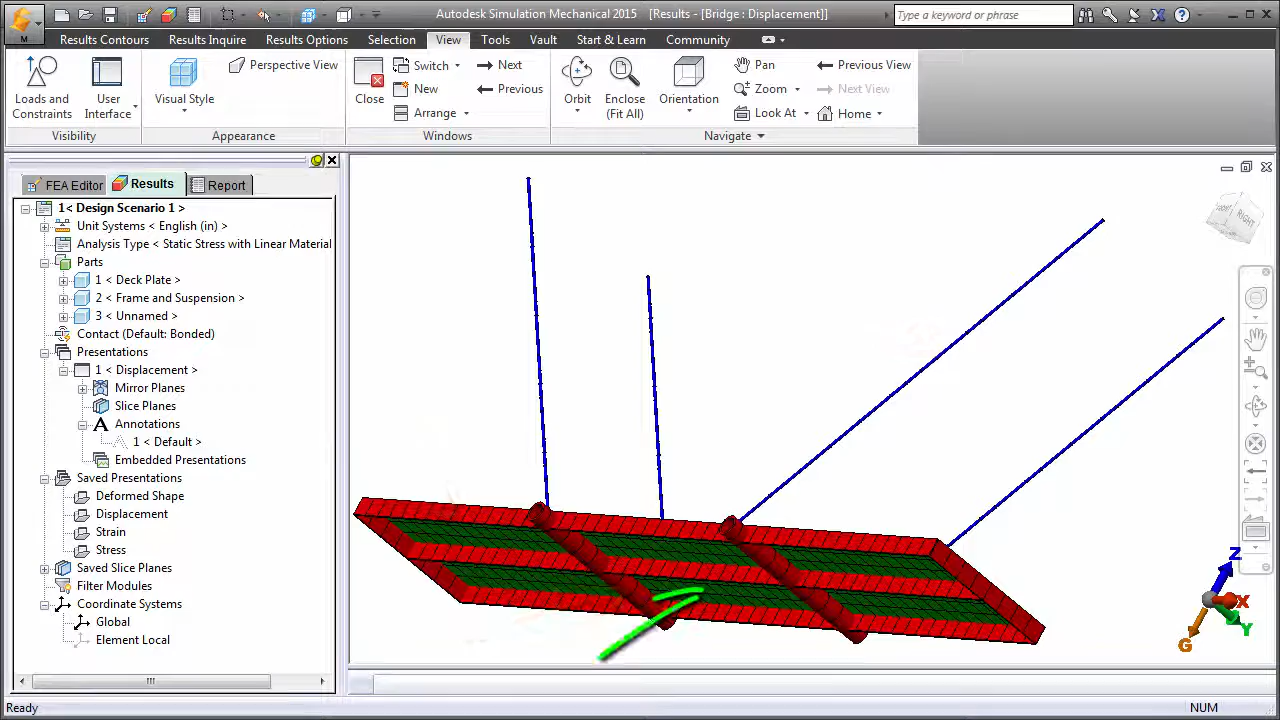 Autodesk Simulation Mechanical 2015 [Results - [Bridge : Displacement]]
Type a keyword or phrase
M
Results Contours Results Inquire Results Options Selection View Tools Vault Start & Learn Community
Loads and Constraints
User Interface
Visibility
Visual Style
Perspective View
Appearance
Close
Switch
New
Arrange
Next
Previous
Windows
Orbit
Enclose (Fit All)
Orientation
Pan
Zoom
Look At
Previous View
Next View
Home
Navigate
FEA Editor Results Report
1< Design Scenario 1 >
Unit Systems < English (in) >
Analysis Type < Static Stress with Linear Material
Parts
1 < Deck Plate >
2 < Frame and Suspension >
3 < Unnamed >
Contact (Default: Bonded)
Presentations
1 < Displacement >
Mirror Planes
Slice Planes
A Annotations
1 < Default >
Embedded Presentations
Saved Presentations
Deformed Shape
Displacement
Strain
Stress
Saved Slice Planes
Filter Modules
Coordinate Systems
Global
Element Local
RIGHT
Z
X
Y
G
Ready
NUM